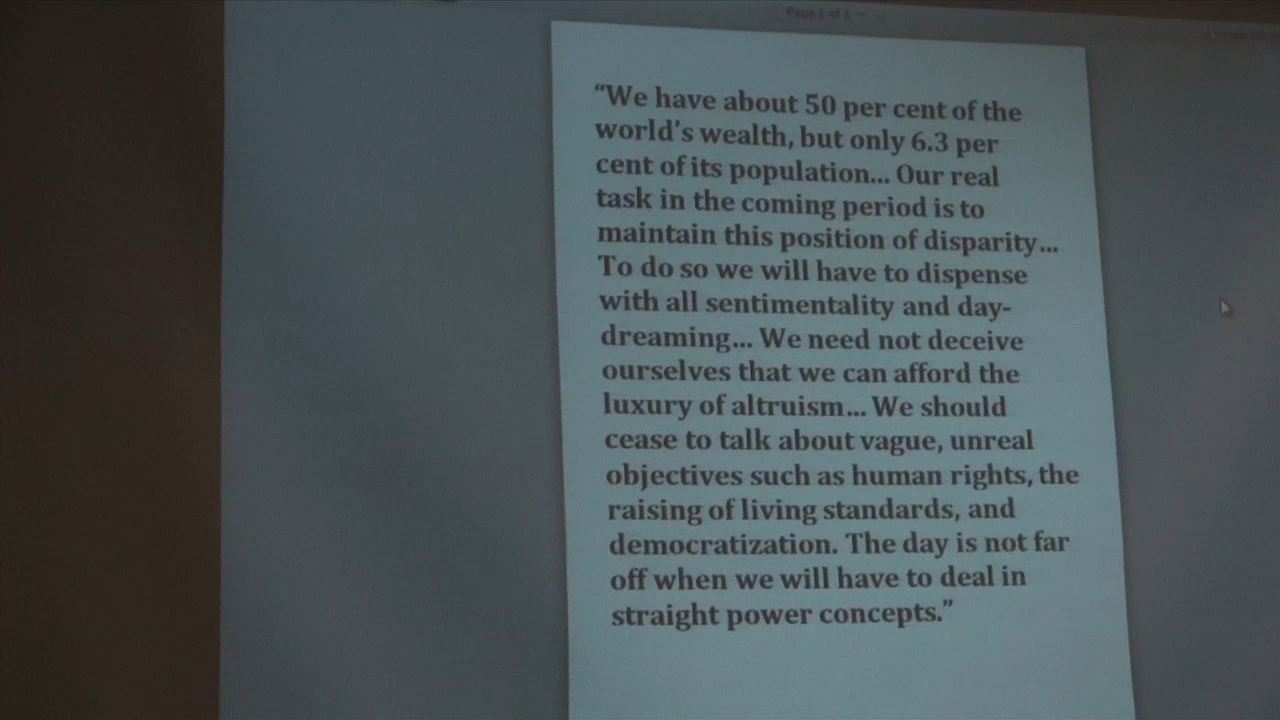 Page 1 of 1
“We have about 50 per cent of the
world’s wealth, but only 6.3 per
cent of its population... Our real
task in the coming period is to
maintain this position of disparity...
To do so we will have to dispense
with all sentimentality and day-
dreaming... We need not deceive
ourselves that we can afford the
luxury of altruism... We should
cease to talk about vague, unreal
objectives such as human rights, the
raising of living standards, and
democratization. The day is not far
off when we will have to deal in
straight power concepts.”